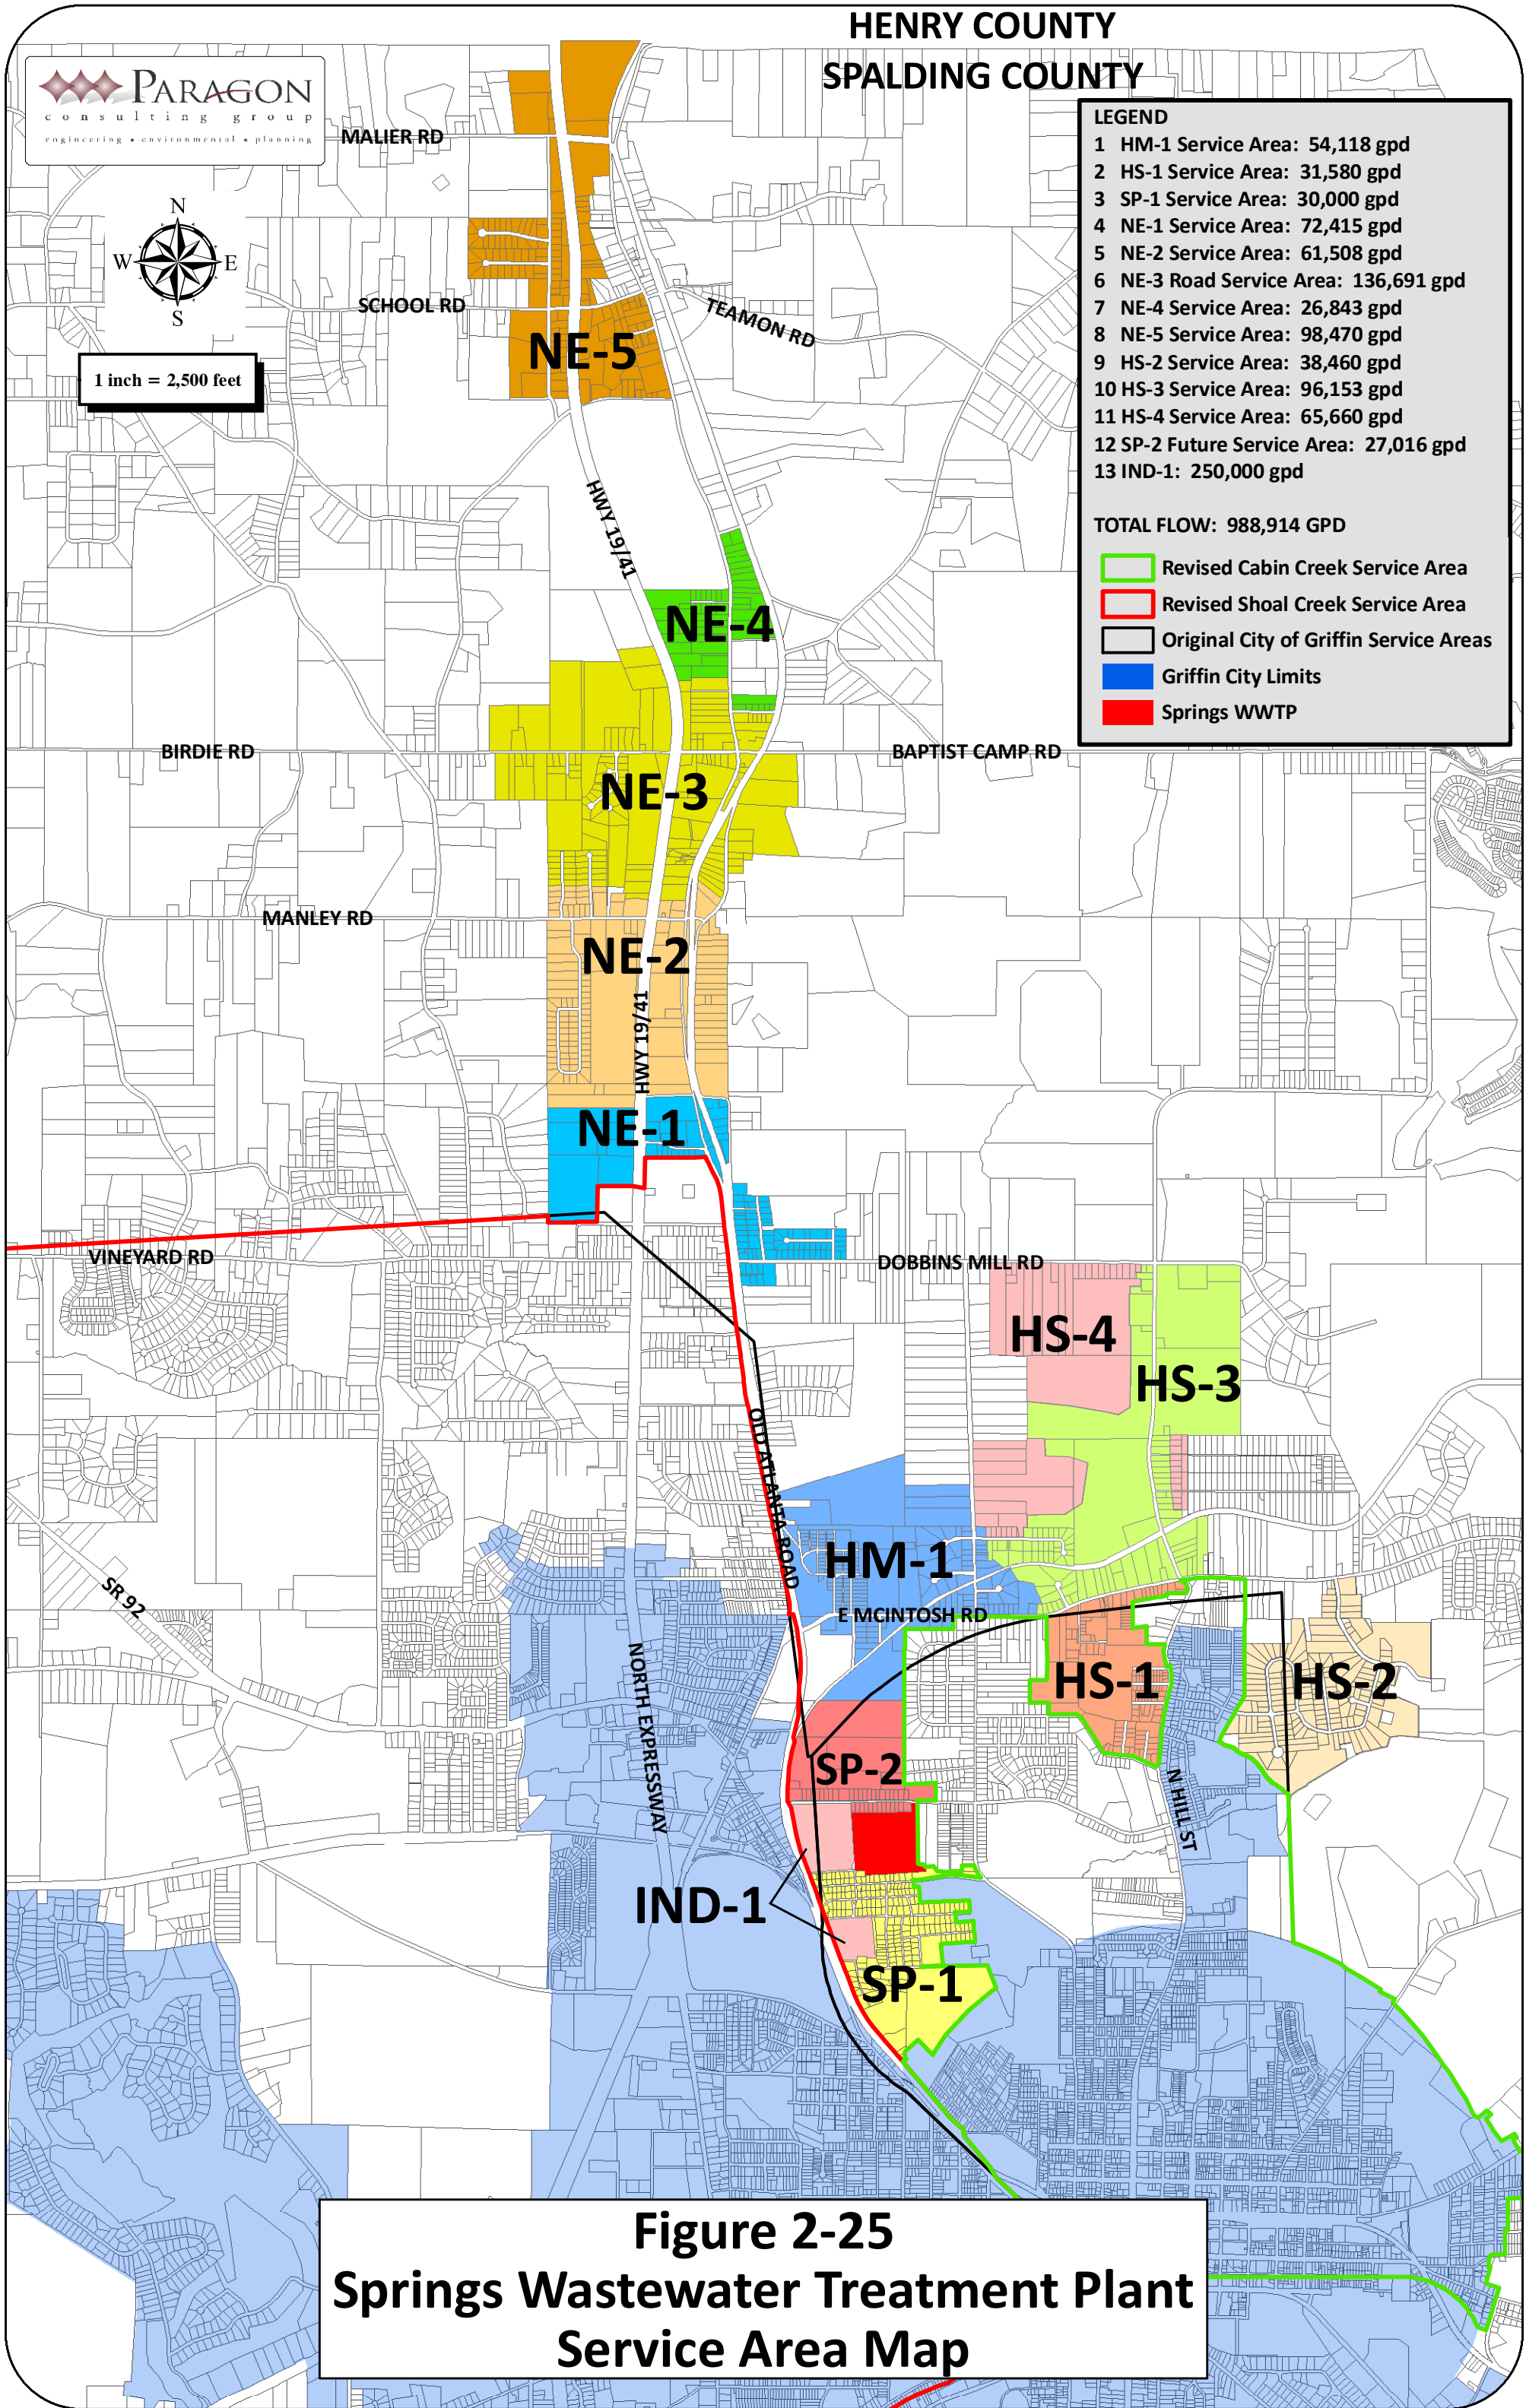 HENRY COUNTY
SPALDING COUNTY
PARAGON
consulting group
engineering • environmental • planning
MALIER RD
N
W E
S
SCHOOL RD
TEAMON RD
1 inch = 2,500 feet
NE-5
LEGEND
1 HM-1 Service Area: 54,118 gpd
2 HS-1 Service Area: 31,580 gpd
3 SP-1 Service Area: 30,000 gpd
4 NE-1 Service Area: 72,415 gpd
5 NE-2 Service Area: 61,508 gpd
6 NE-3 Road Service Area: 136,691 gpd
7 NE-4 Service Area: 26,843 gpd
8 NE-5 Service Area: 98,470 gpd
9 HS-2 Service Area: 38,460 gpd
10 HS-3 Service Area: 96,153 gpd
11 HS-4 Service Area: 65,660 gpd
12 SP-2 Future Service Area: 27,016 gpd
13 IND-1: 250,000 gpd
TOTAL FLOW: 988,914 GPD
Revised Cabin Creek Service Area
Revised Shoal Creek Service Area
Original City of Griffin Service Areas
Griffin City Limits
Springs WWTP
HWY 19/41
NE-4
BIRDIE RD
BAPTIST CAMP RD
NE-3
MANLEY RD
NE-2
HWY 19/41
NE-1
VINEYARD RD
DOBBINS MILL RD
HS-4
HS-3
OLD ATLANTA ROAD
HM-1
SR 92
E MCINTOSH RD
NORTH EXPRESSWAY
HS-1
HS-2
SP-2
N HILL ST
IND-1
SP-1
Figure 2-25
Springs Wastewater Treatment Plant
Service Area Map